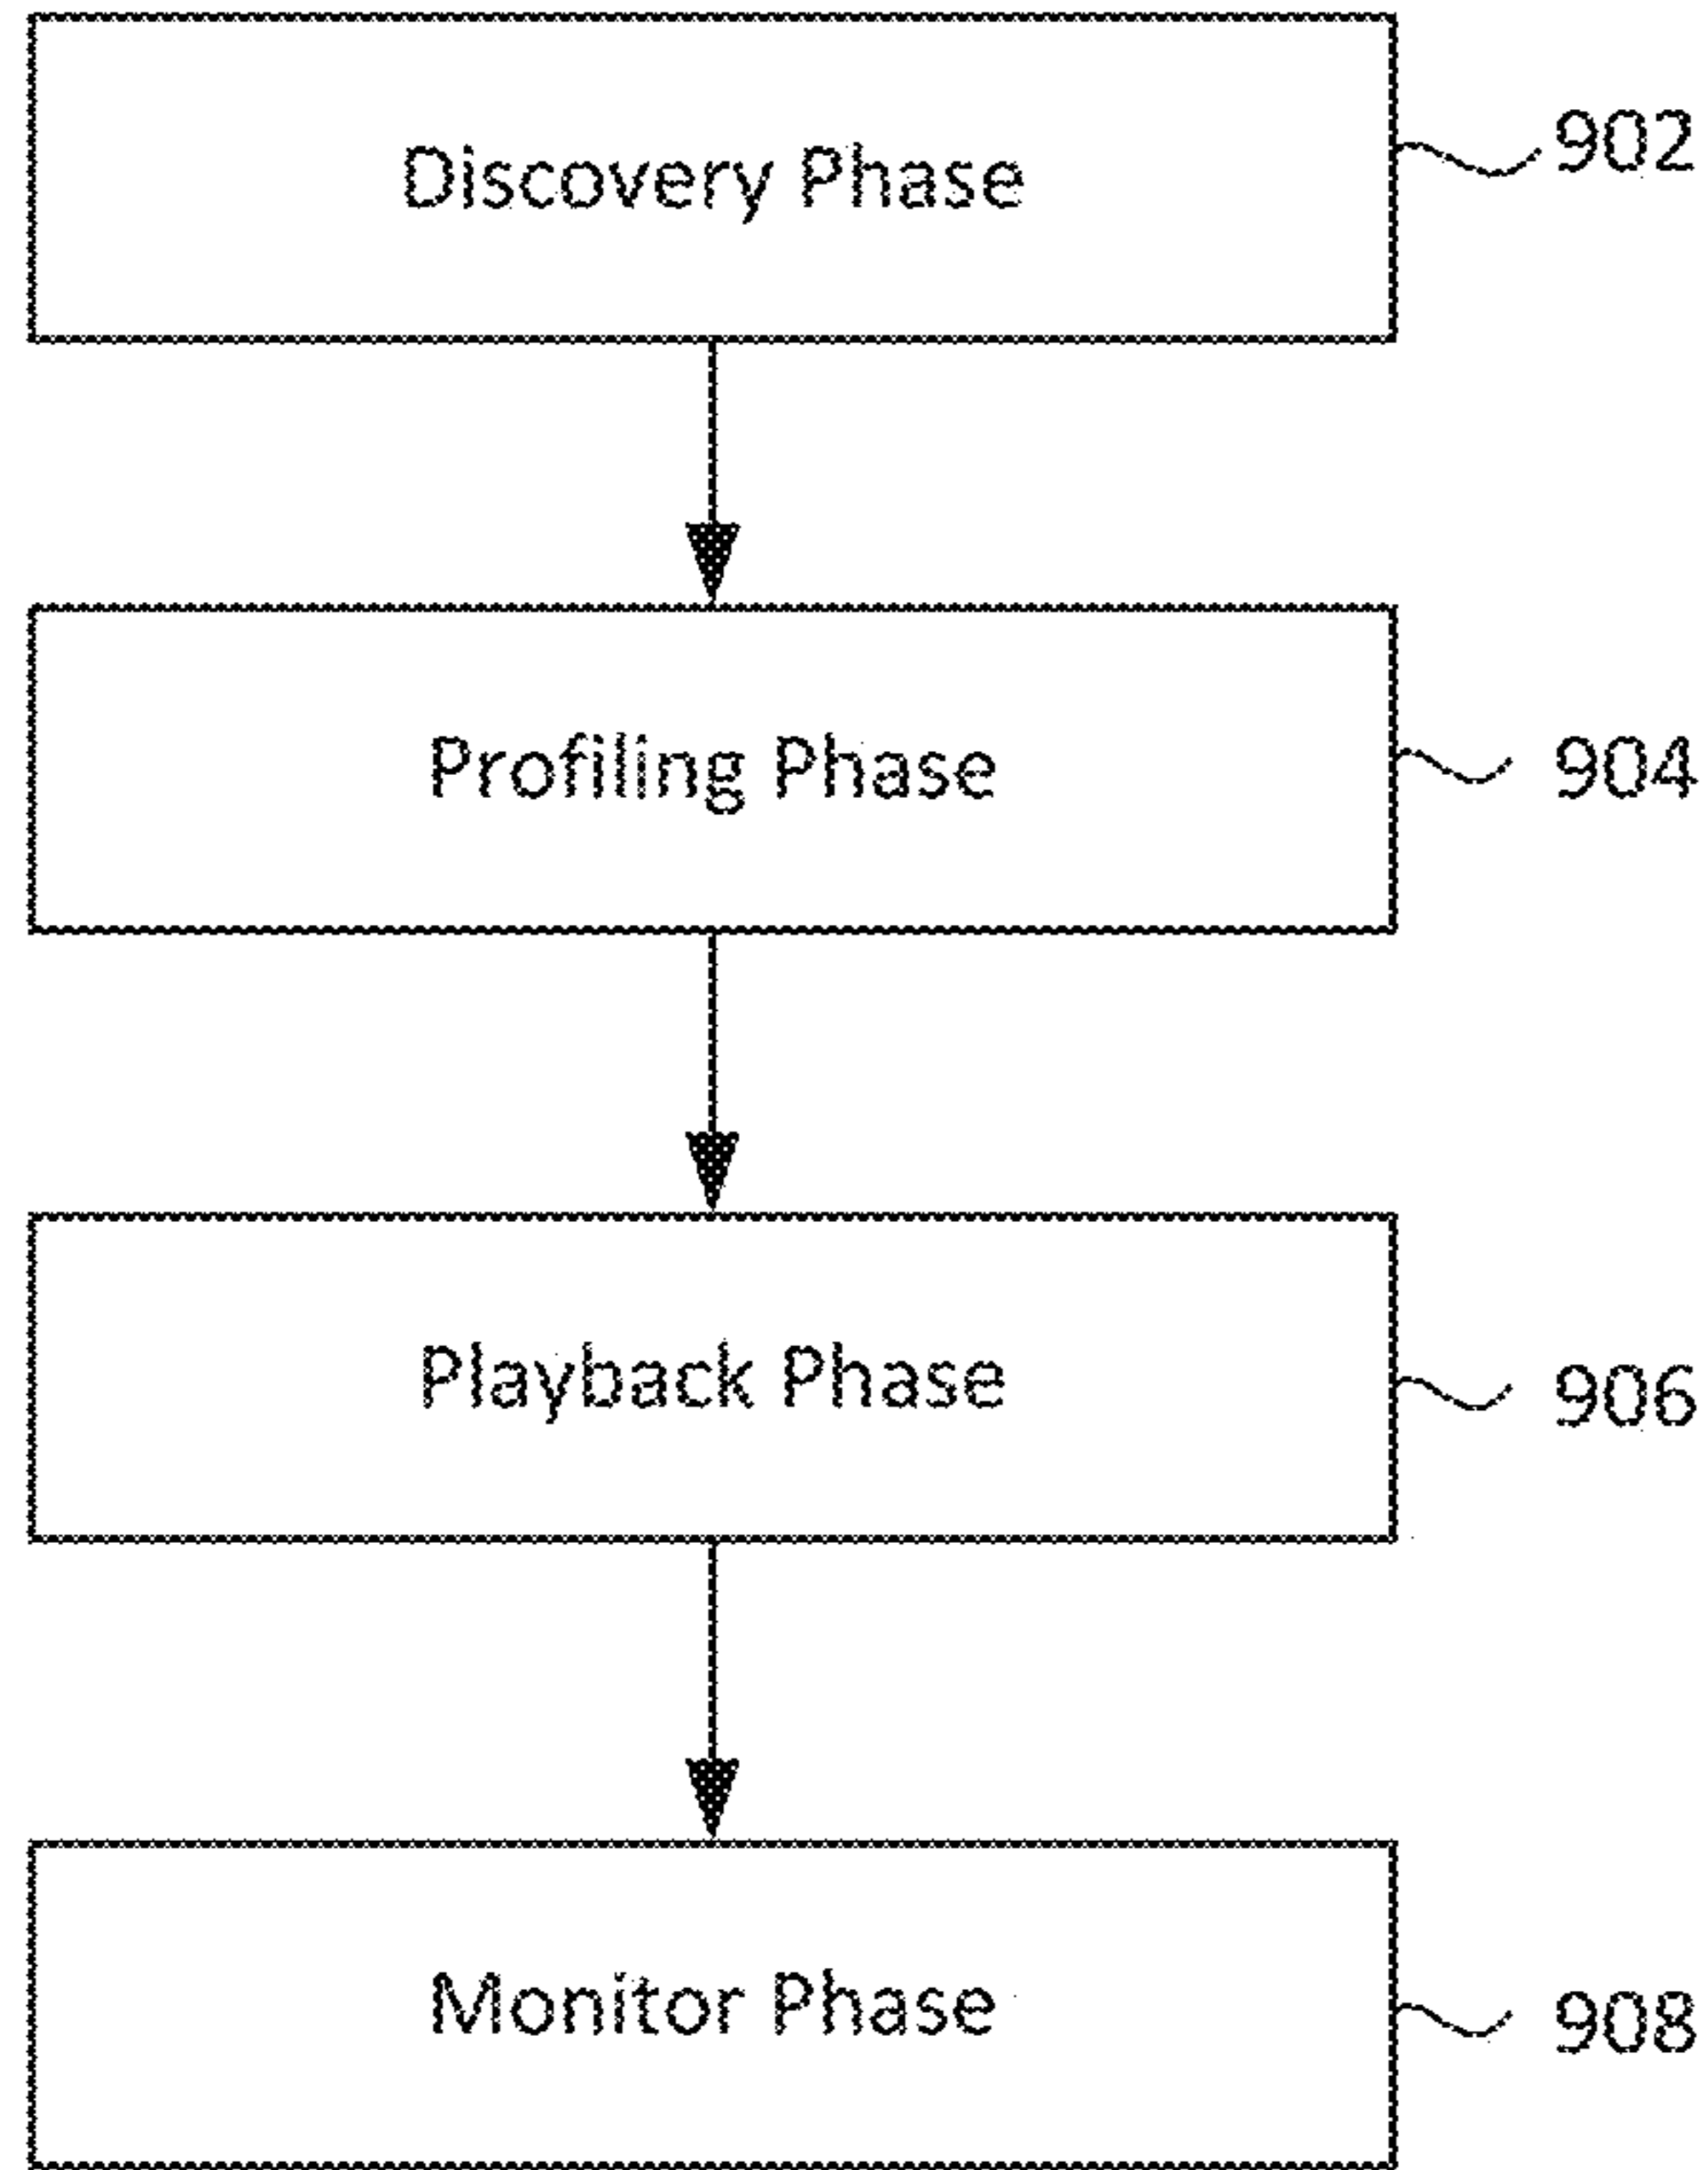 Discovery Phase
902
Profiling Phase
904
Playback Phase
906
Monitor Phase
908